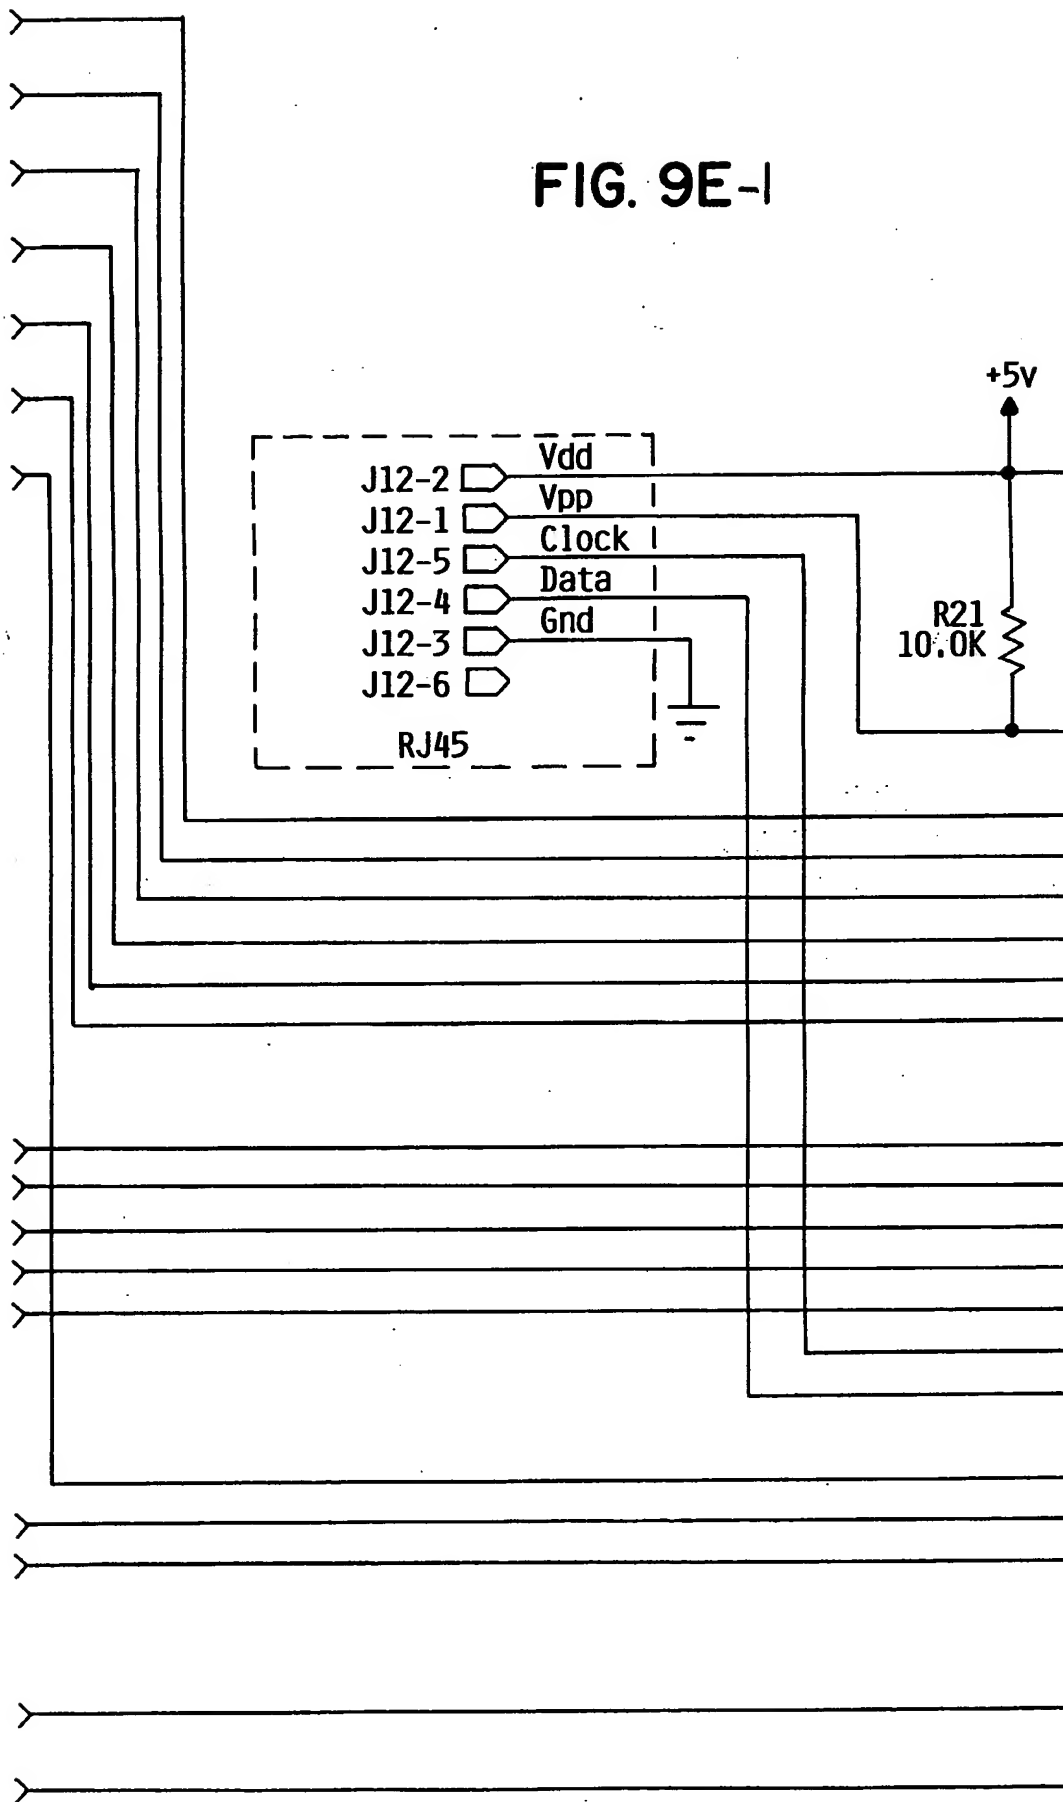 FIG. 9E-1
+5v
Vdd
J12-2
Vpp
J12-1
Clock
J12-5
Data
J12-4
Gnd
J12-3
J12-6
RJ45
R21
10.0K